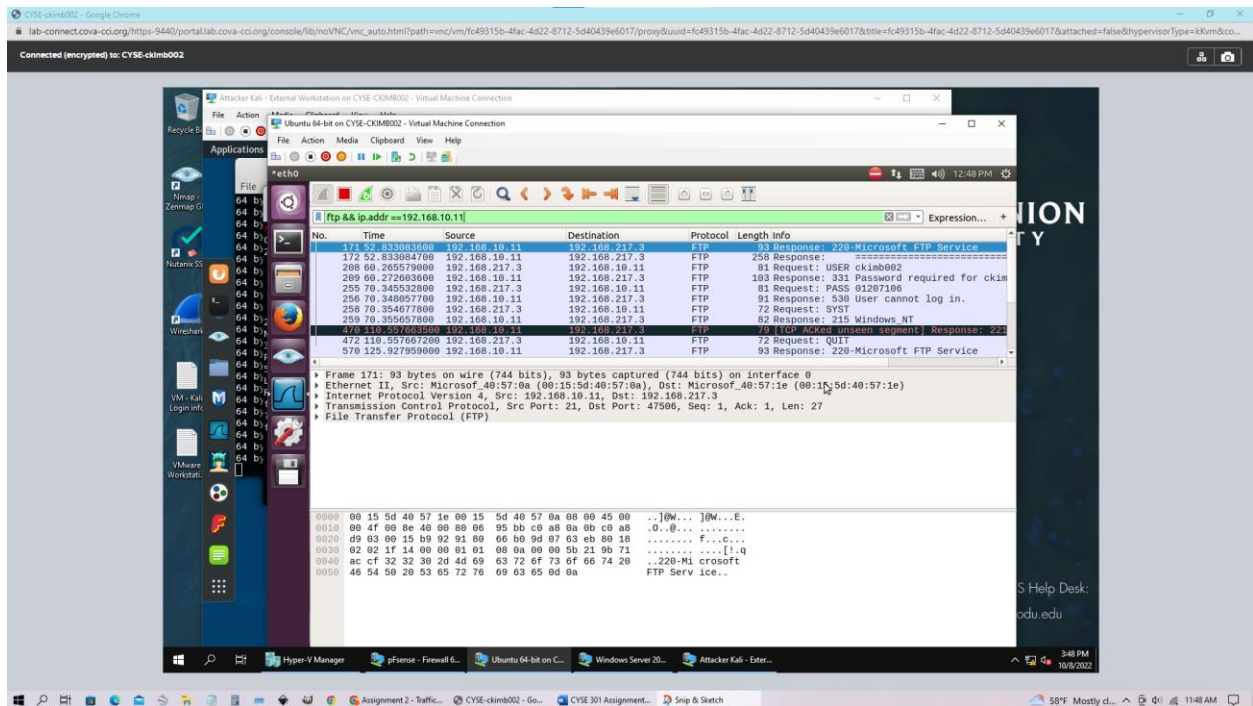 CYSE-ckimb002 - Google Chrome
lab-connect.cova-cci.org/https-9440/portal.lab.cova-cci.org/console/lib/noVNC/vnc_auto.html?path=vnc/vm/fc49315b-4fac-4d22-8712-5d40439e6017/proxy&uuid=fc49315b-4fac-4d22-8712-5d40439e6017&title=fc49315b-4fac-4d22-8712-5d40439e6017&attached=false&hypervisorType=kKvm&co...
Connected (encrypted) to: CYSE-ckimb002
Attacker Kali - External Workstation on CYSE-CKIMB002 - Virtual Machine Connection
File Action
Ubuntu 64-bit on CYSE-CKIMB002 - Virtual Machine Connection
File Action Media Clipboard View Help
Recycle B
Applications
*eth0
12:48 PM
File
Nmap - Zenmap G
Nutanix SS
Wireshark
VM - Kali
Login info
VMware
Workstati
64 by
ftp && ip.addr ==192.168.10.11
Expression... +
ION
TY
No. Time Source Destination Protocol Length Info
171 52.833083600 192.168.10.11 192.168.217.3 FTP 93 Response: 220-Microsoft FTP Service
172 52.833084700 192.168.10.11 192.168.217.3 FTP 258 Response: =========================
208 60.265579000 192.168.217.3 192.168.10.11 FTP 81 Request: USER ckimb002
209 60.272603600 192.168.10.11 192.168.217.3 FTP 103 Response: 331 Password required for ckim
255 70.345532800 192.168.217.3 192.168.10.11 FTP 81 Request: PASS 01207106
256 70.348057700 192.168.10.11 192.168.217.3 FTP 91 Response: 530 User cannot log in.
258 70.354677800 192.168.217.3 192.168.10.11 FTP 72 Request: SYST
259 70.355657800 192.168.10.11 192.168.217.3 FTP 82 Response: 215 Windows_NT
470 110.557663500 192.168.10.11 192.168.217.3 FTP 79 [TCP ACKed unseen segment] Response: 221
472 110.557667200 192.168.217.3 192.168.10.11 FTP 72 Request: QUIT
570 125.927959000 192.168.10.11 192.168.217.3 FTP 93 Response: 220-Microsoft FTP Service
Frame 171: 93 bytes on wire (744 bits), 93 bytes captured (744 bits) on interface 0
Ethernet II, Src: Microsof_40:57:0a (00:15:5d:40:57:0a), Dst: Microsof_40:57:1e (00:15:5d:40:57:1e)
Internet Protocol Version 4, Src: 192.168.10.11, Dst: 192.168.217.3
Transmission Control Protocol, Src Port: 21, Dst Port: 47506, Seq: 1, Ack: 1, Len: 27
File Transfer Protocol (FTP)
0000 00 15 5d 40 57 1e 00 15 5d 40 57 0a 08 00 45 00 ..]@W... ]@W...E.
0010 00 4f 00 8e 40 00 80 06 95 bb c0 a8 0a 0b c0 a8 .O..@... ........
0020 d9 03 00 15 b9 92 91 80 66 b0 9d 07 63 eb 80 18 ........ f...c...
0030 02 02 1f 14 00 00 01 01 08 0a 00 00 5b 21 9b 71 ........ ....[!.q
0040 ac cf 32 32 30 2d 4d 69 63 72 6f 73 6f 66 74 20 ..220-Mi crosoft
0050 46 54 50 20 53 65 72 76 69 63 65 0d 0a FTP Serv ice..
S Help Desk:
odu.edu
Hyper-V Manager pfSense - Firewall 6... Ubuntu 64-bit on C... Windows Server 20... Attacker Kali - Exter...
3:48 PM
10/8/2022
Assignment 2 - Traffic... CYSE-ckimb002 - Go... CYSE 301 Assignment... Snip & Sketch
58°F Mostly cl... 11:48 AM